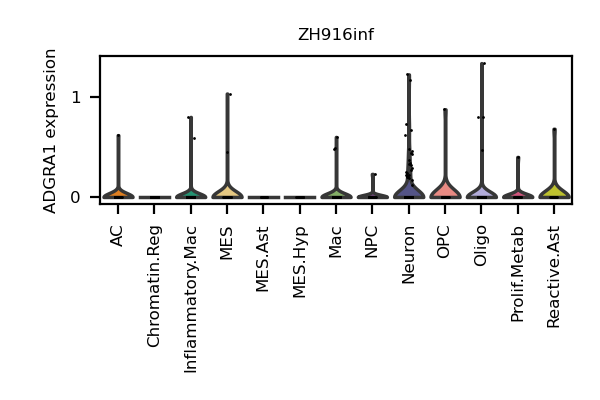 ZH916inf
ADGRA1 expression
1
0
AC
Chromatin.Reg
Inflammatory.Mac
MES
MES.Ast
MES.Hyp
Mac
NPC
Neuron
OPC
Oligo
Prolif.Metab
Reactive.Ast